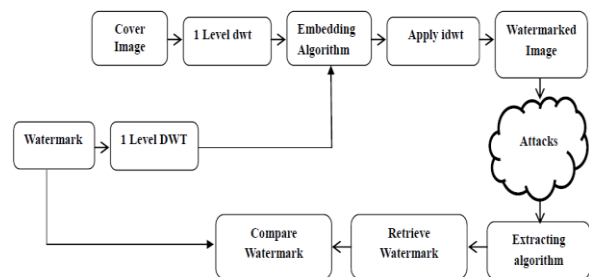 Cover
Image
1 Level dwt
Embedding
Algorithm
Apply idwt
Watermarked
Image
Watermark
1 Level DWT
Attacks
Compare
Watermark
Retrieve
Watermark
Extracting
algorithm